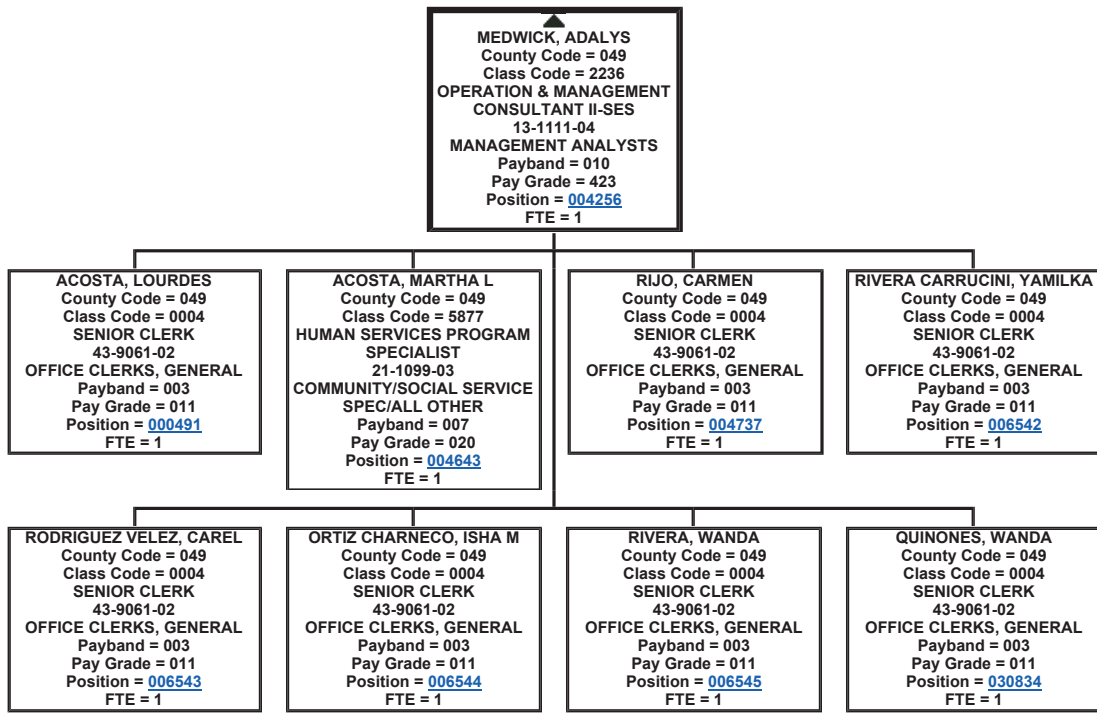 MEDWICK, ADALYS
County Code = 049
Class Code = 2236
OPERATION & MANAGEMENT
CONSULTANT II-SES
13-1111-04
MANAGEMENT ANALYSTS
Payband = 010
Pay Grade = 423
Position = 004256
FTE = 1
ACOSTA, LOURDES
County Code = 049
Class Code = 0004
SENIOR CLERK
43-9061-02
OFFICE CLERKS, GENERAL
Payband = 003
Pay Grade = 011
Position = 000491
FTE = 1
ACOSTA, MARTHA L
County Code = 049
Class Code = 5877
HUMAN SERVICES PROGRAM
SPECIALIST
21-1099-03
COMMUNITY/SOCIAL SERVICE
SPEC/ALL OTHER
Payband = 007
Pay Grade = 020
Position = 004643
FTE = 1
RIJO, CARMEN
County Code = 049
Class Code = 0004
SENIOR CLERK
43-9061-02
OFFICE CLERKS, GENERAL
Payband = 003
Pay Grade = 011
Position = 004737
FTE = 1
RIVERA CARRUCINI, YAMILKA
County Code = 049
Class Code = 0004
SENIOR CLERK
43-9061-02
OFFICE CLERKS, GENERAL
Payband = 003
Pay Grade = 011
Position = 006542
FTE = 1
RODRIGUEZ VELEZ, CAREL
County Code = 049
Class Code = 0004
SENIOR CLERK
43-9061-02
OFFICE CLERKS, GENERAL
Payband = 003
Pay Grade = 011
Position = 006543
FTE = 1
ORTIZ CHARNECO, ISHA M
County Code = 049
Class Code = 0004
SENIOR CLERK
43-9061-02
OFFICE CLERKS, GENERAL
Payband = 003
Pay Grade = 011
Position = 006544
FTE = 1
RIVERA, WANDA
County Code = 049
Class Code = 0004
SENIOR CLERK
43-9061-02
OFFICE CLERKS, GENERAL
Payband = 003
Pay Grade = 011
Position = 006545
FTE = 1
QUINONES, WANDA
County Code = 049
Class Code = 0004
SENIOR CLERK
43-9061-02
OFFICE CLERKS, GENERAL
Payband = 003
Pay Grade = 011
Position = 030834
FTE = 1